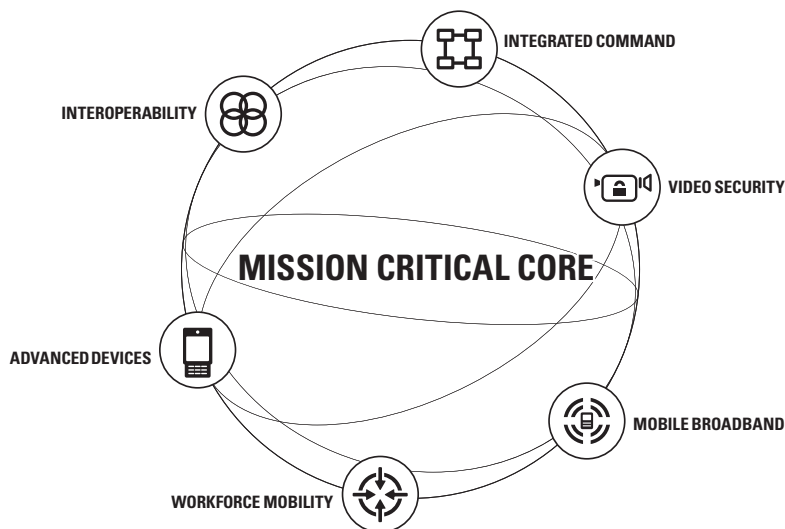 INTEGRATED COMMAND
INTEROPERABILITY
VIDEO SECURITY
MISSION CRITICAL CORE
ADVANCED DEVICES
MOBILE BROADBAND
WORKFORCE MOBILITY